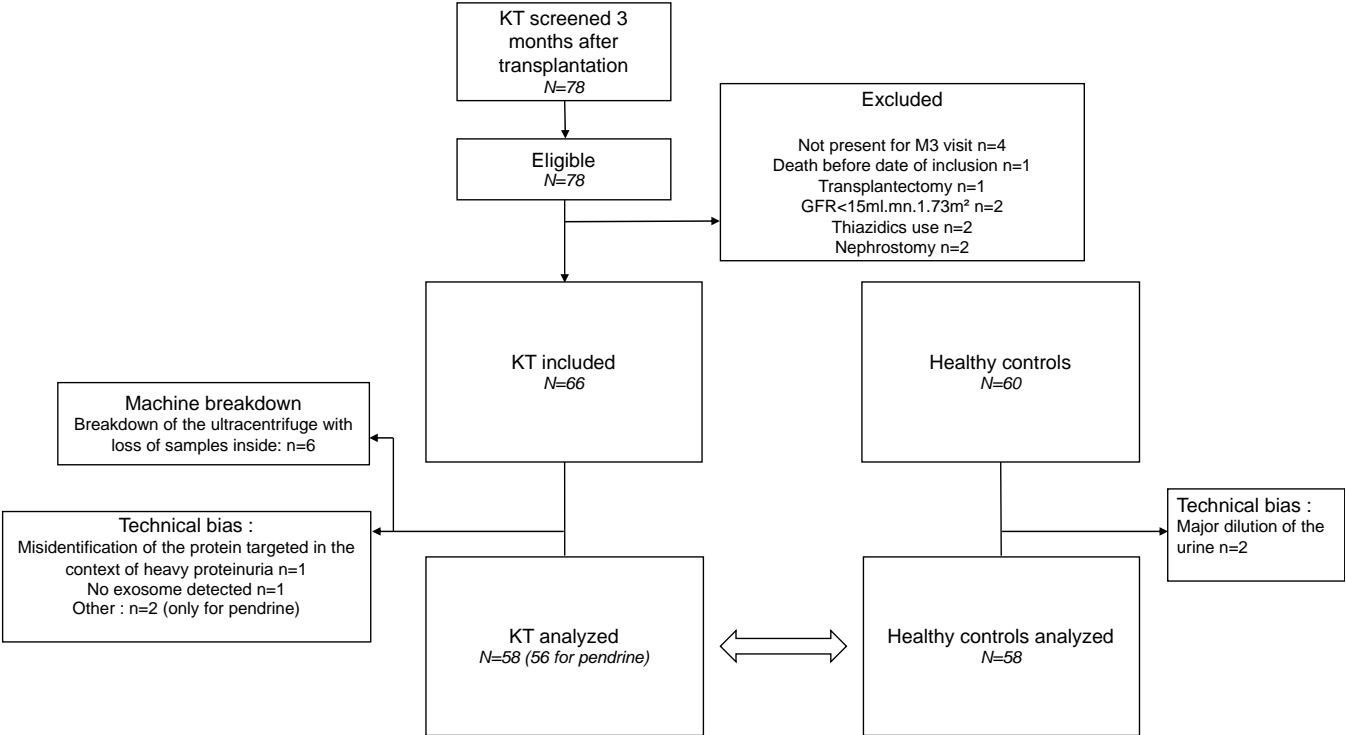 KT screened 3
months after
transplantation
N=78
Excluded
Not present for M3 visit n=4
Death before date of inclusion n=1
Transplantectomy n=1
GFR<15ml.mn.1.73m² n=2
Thiazidics use n=2
Nephrostomy n=2
Eligible
N=78
KT included
N=66
Healthy controls
N=60
Machine breakdown
Breakdown of the ultracentrifuge with
loss of samples inside: n=6
Technical bias :
Misidentification of the protein targeted in the
context of heavy proteinuria n=1
No exosome detected n=1
Other : n=2 (only for pendrine)
Technical bias :
Major dilution of the
urine n=2
KT analyzed
N=58 (56 for pendrine)
Healthy controls analyzed
N=58